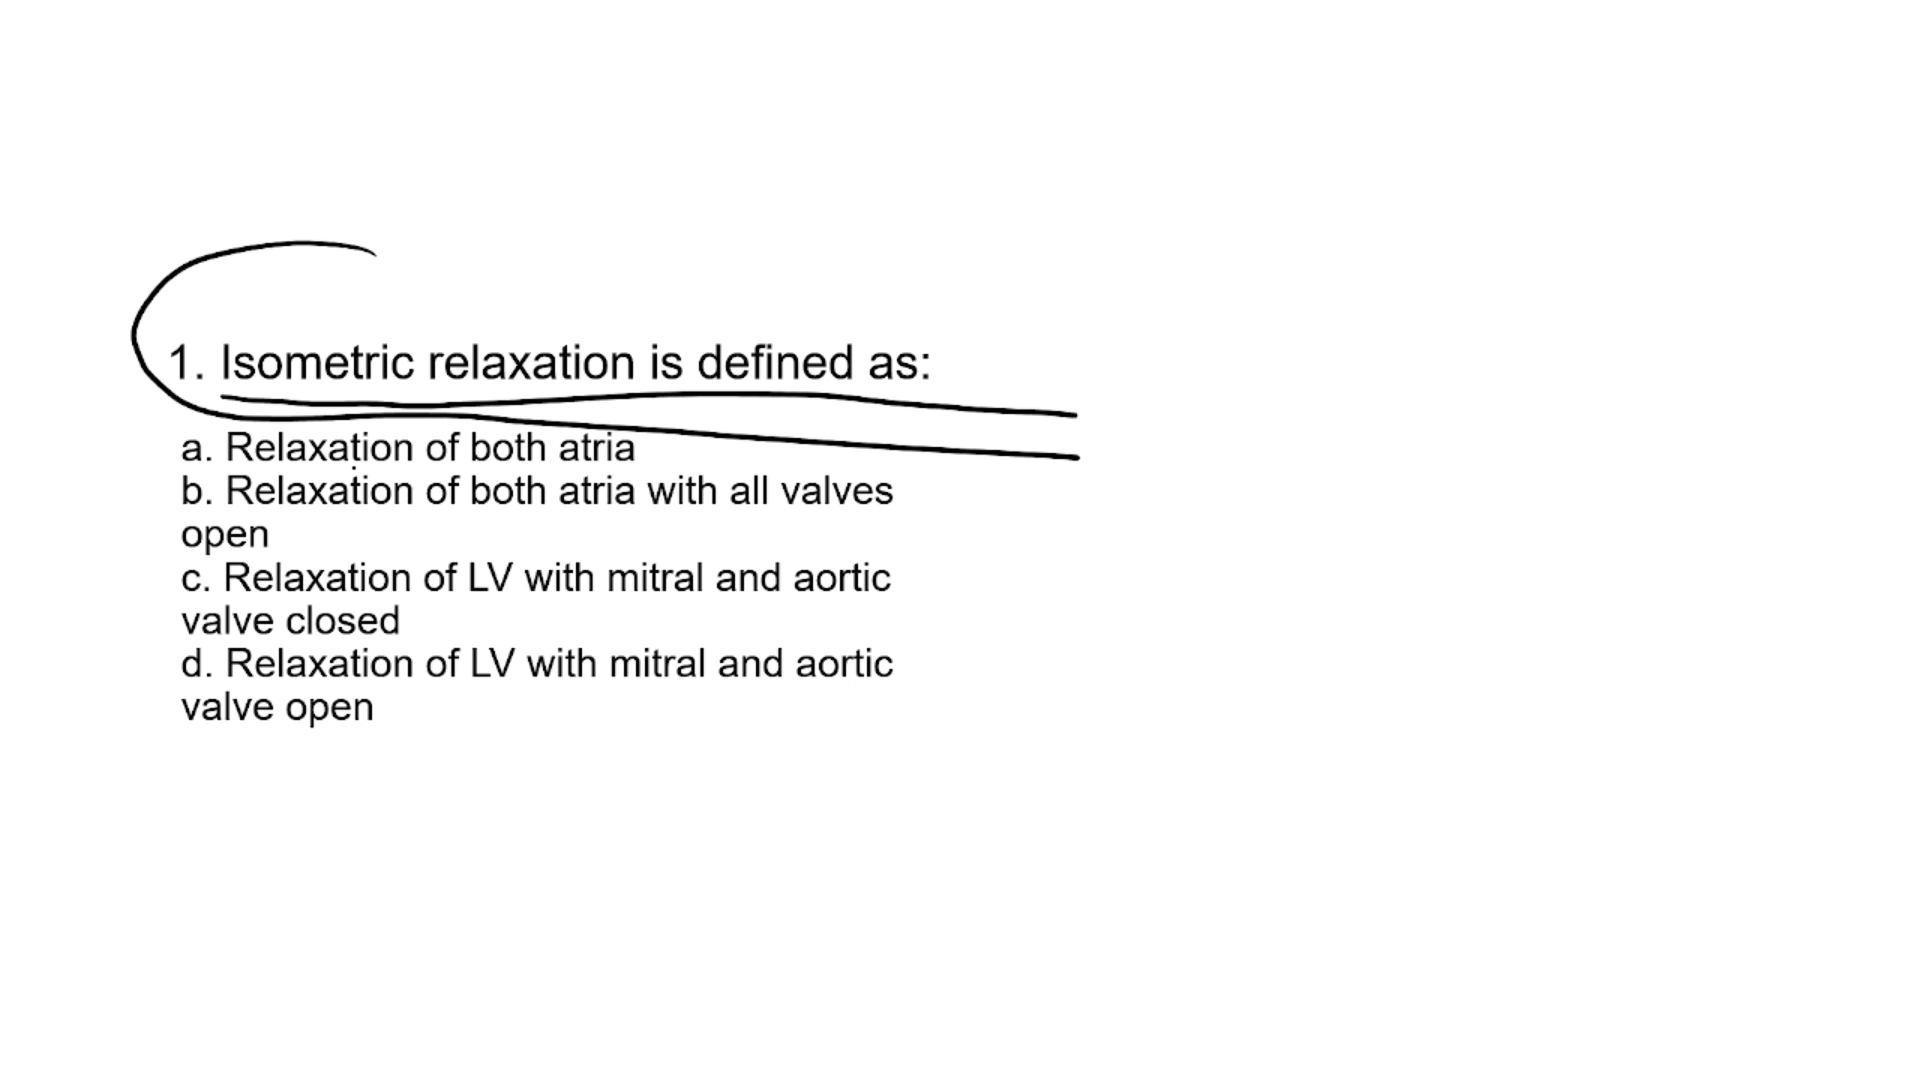 1. Isometric relaxation is defined as:
a. Relaxation of both atria
b. Relaxation of both atria with all valves
open
c. Relaxation of LV with mitral and aortic
valve closed
d. Relaxation of LV with mitral and aortic
valve open